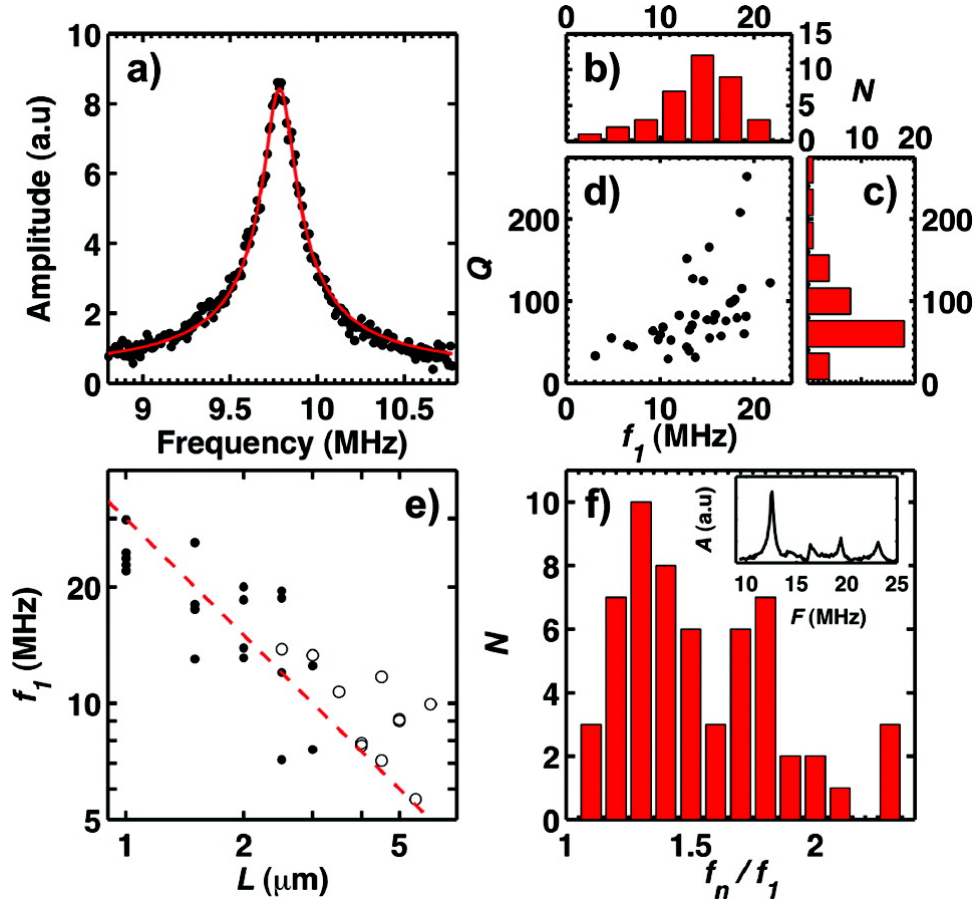 a)
10
8
6
4
2
0
Amplitude (a.u)
9 9.5 10 10.5
Frequency (MHz)
0 10 20
b)
15
10
5
0
N
10 20
d)
Q
200
100
0
0 10 20
f1 (MHz)
c)
200
100
0
e)
20
10
5
f1 (MHz)
1 2 5
L (μm)
f)
10
8
6
4
2
0
N
1 1.5 2
fn / f1
A (a.u)
10 15 20 25
F (MHz)